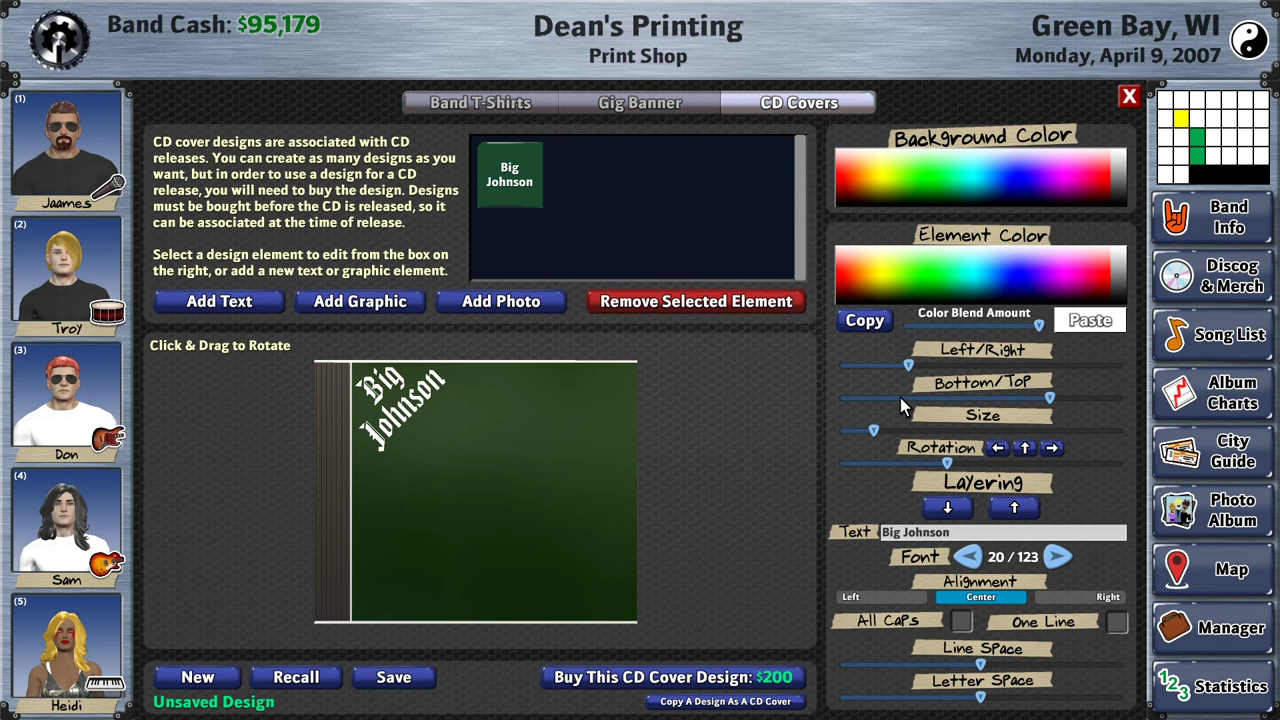 Band Cash: $95,179
Dean's Printing
Print Shop
Green Bay, WI
Monday, April 9, 2007
(1)
Jaames
(2)
Troy
(3)
Don
(4)
Sam
(5)
Heidi
Band T-Shirts
Gig Banner
CD Covers
X
CD cover designs are associated with CD
releases. You can create as many designs as you
want, but in order to use a design for a CD
release, you will need to buy the design. Designs
must be bought before the CD is released, so it
can be associated at the time of release.
Select a design element to edit from the box on
the right, or add a new text or graphic element.
Big
Johnson
Add Text
Add Graphic
Add Photo
Remove Selected Element
Click & Drag to Rotate
Big
Johnson
New
Recall
Save
Buy This CD Cover Design: $200
Unsaved Design
Copy A Design As A CD Cover
Background Color
Element Color
Copy
Color Blend Amount
Paste
Left/Right
Bottom/Top
Size
Rotation
Layering
Text
Big Johnson
Font
20 / 123
Alignment
Left
Center
Right
All Caps
One Line
Line Space
Letter Space
Band
Info
Discog
& Merch
Song List
Album
Charts
City
Guide
Photo
Album
Map
Manager
123
Statistics